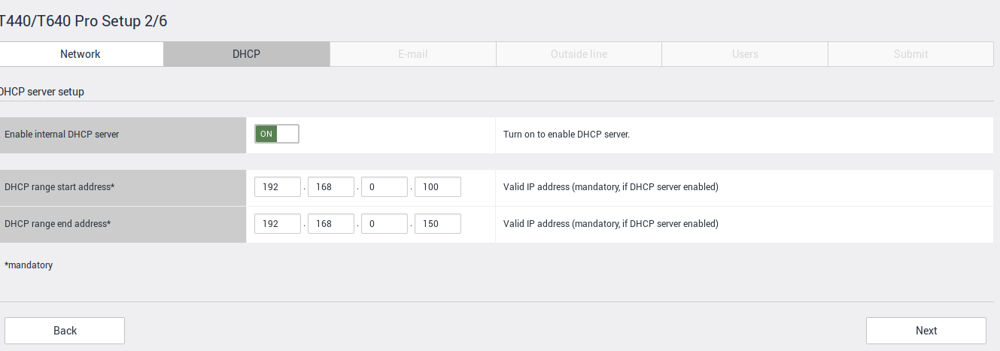 T440/T640 Pro Setup 2/6
Network DHCP E-mail Outside line Users Submit
DHCP server setup
Enable internal DHCP server ON Turn on to enable DHCP server.
DHCP range start address* 192 . 168 . 0 . 100 Valid IP address (mandatory, if DHCP server enabled)
DHCP range end address* 192 . 168 . 0 . 150 Valid IP address (mandatory, if DHCP server enabled)
*mandatory
Back Next